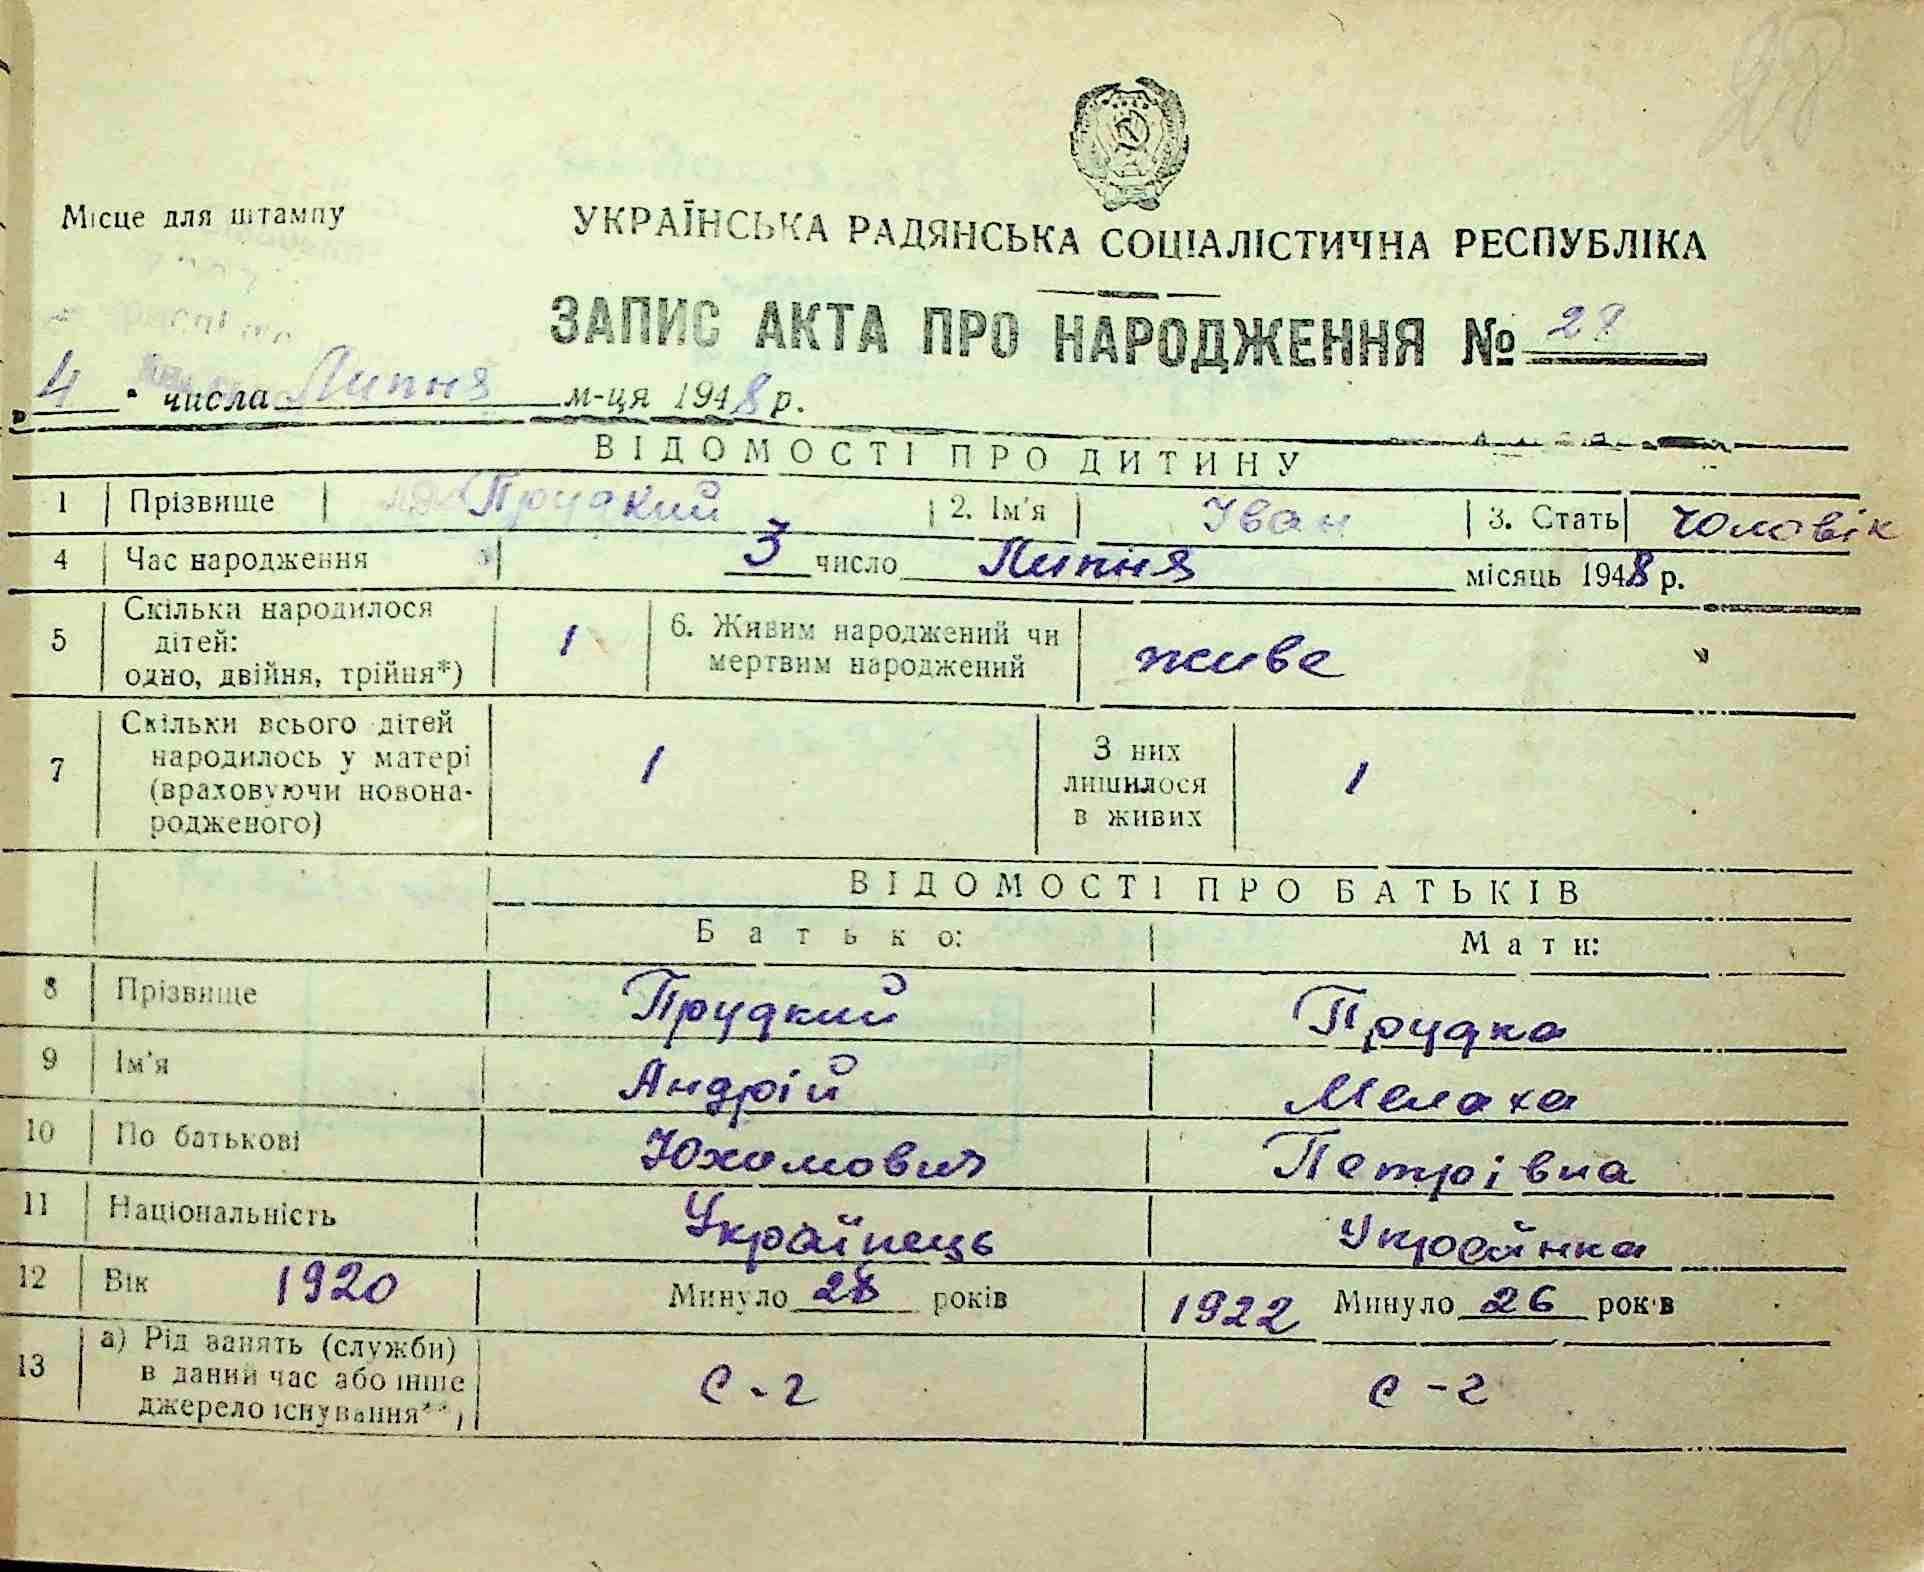 Місце для штампу
УКРАЇНСЬКА РАДЯНСЬКА СОЦІАЛІСТИЧНА РЕСПУБЛІКА
ЗАПИС АКТА ПРО НАРОДЖЕННЯ №
„ 4 " числа Липня м-ця 1948 р.
ВІДОМОСТІ ПРО ДИТИНУ
1 Прізвище Прудкий 2. Ім'я Іван 3. Стать чоловік
4 Час народження 3 число Липня місяць 1948 р.
5 Скільки народилося дітей: одно, двійня, трійня*) 1 6. Живим народжений чи мертвим народжений живе
7 Скільки всього дітей народилось у матері (враховуючи новонародженого) 1 З них лишилося в живих 1
ВІДОМОСТІ ПРО БАТЬКІВ
Батько: Мати:
8 Прізвище Прудкий Прудка
9 Ім'я Андрій Мелаха
10 По батькові Юхимович Петрівна
11 Національність Українець Українка
12 Вік 1920 Минуло 28 років 1922 Минуло 26 років
13 а) Рід занять (служби) в даний час або інше джерело існування**) с-г с-г